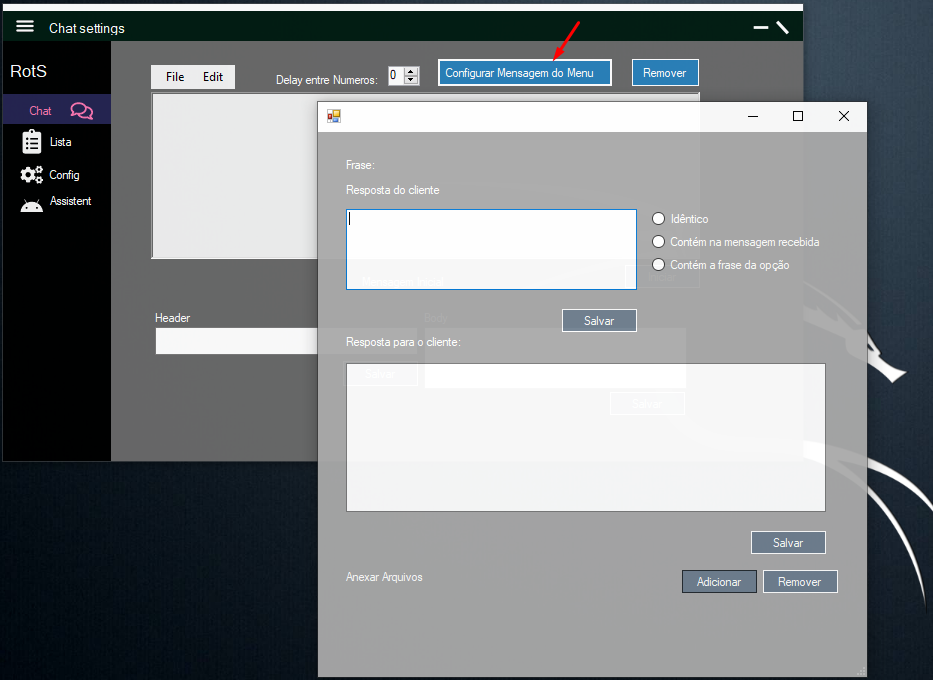 Chat settings
RotS
File Edit
Delay entre Numeros: 0
Configurar Mensagem do Menu
Remover
Chat
Lista
Config
Assistent
Header
Frase:
Resposta do cliente
Idêntico
Contém na mensagem recebida
Contém a frase da opção
Salvar
Resposta para o cliente:
Salvar
Anexar Arquivos
Adicionar
Remover